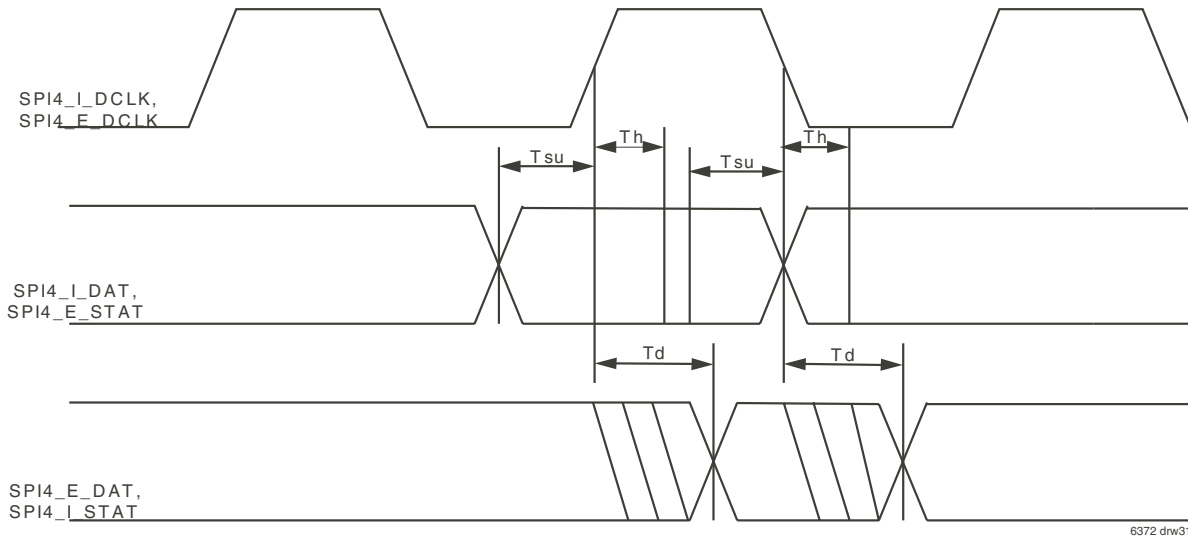 SPI4_I_DCLK,
SPI4_E_DCLK
Th
Th
Tsu
Tsu
SPI4_I_DAT,
SPI4_E_STAT
Td
Td
SPI4_E_DAT,
SPI4_I_STAT
6372 drw31